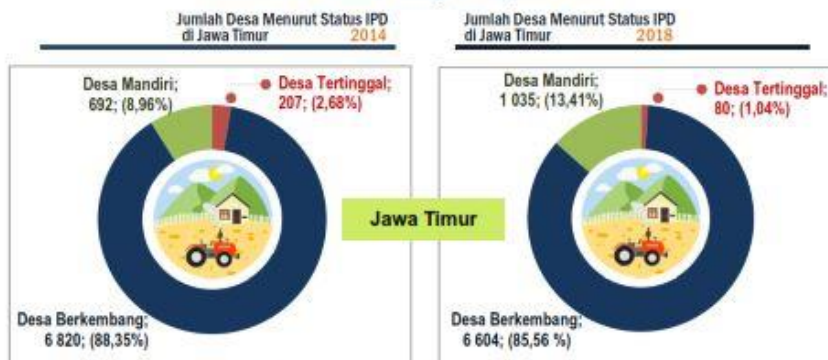 Jumlah Desa Menurut Status IPD
di Jawa Timur 2014
Desa Mandiri;
692; (8,96%)
Desa Tertinggal;
207; (2,68%)
Desa Berkembang;
6 820; (88,35%)
Jawa Timur
Jumlah Desa Menurut Status IPD
di Jawa Timur 2018
Desa Mandiri;
1 035; (13,41%)
Desa Tertinggal;
80; (1,04%)
Desa Berkembang;
6 604; (85,56 %)